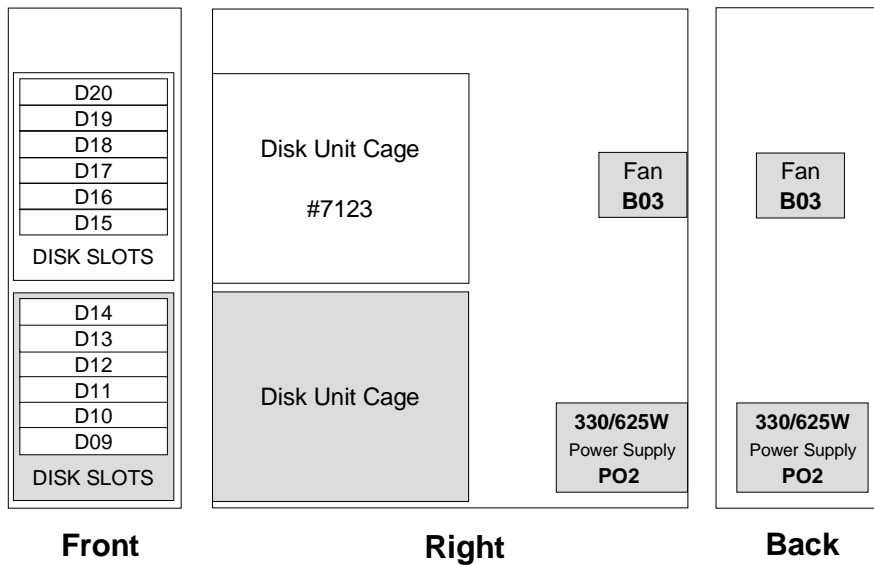 D20
D19
D18
D17
D16
D15
DISK SLOTS
D14
D13
D12
D11
D10
D09
DISK SLOTS
Front
Disk Unit Cage
#7123
Fan
B03
Disk Unit Cage
330/625W
Power Supply
PO2
Right
Fan
B03
330/625W
Power Supply
PO2
Back